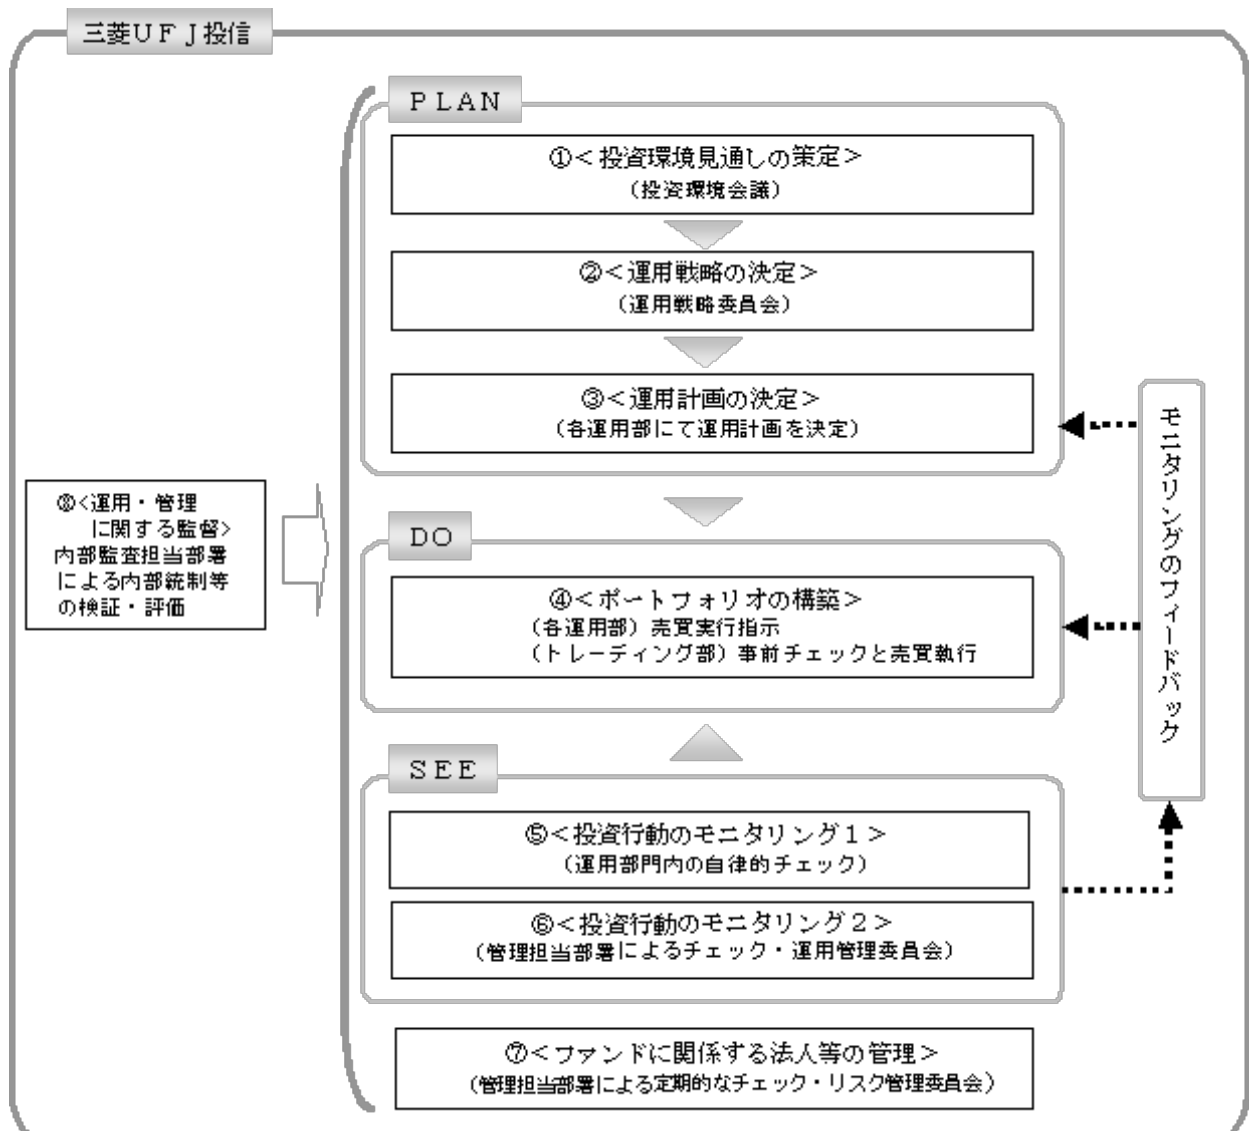 三菱ＵＦＪ投信
ＰＬＡＮ
①＜投資環境見通しの策定＞
（投資環境会議）
②＜運用戦略の決定＞
（運用戦略委員会）
③＜運用計画の決定＞
（各運用部にて運用計画を決定）
モニタリングのフィードバック
⑧<運用・管理
に関する監督>
内部監査担当部署
による内部統制等
の検証・評価
ＤＯ
④＜ポートフォリオの構築＞
（各運用部）売買実行指示
（トレーディング部）事前チェックと売買執行
ＳＥＥ
⑤＜投資行動のモニタリング１＞
（運用部門内の自律的チェック）
⑥＜投資行動のモニタリング２＞
（管理担当部署によるチェック・運用管理委員会）
⑦＜ファンドに関係する法人等の管理＞
（管理担当部署による定期的なチェック・リスク管理委員会）